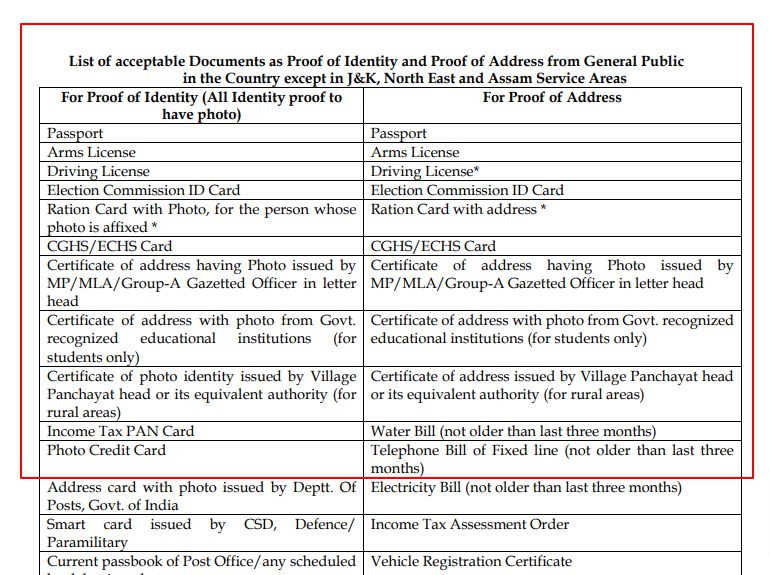 List of acceptable Documents as Proof of Identity and Proof of Address from General Public
in the Country except in J&K, North East and Assam Service Areas
For Proof of Identity (All Identity proof to
have photo)
For Proof of Address
Passport
Passport
Arms License
Arms License
Driving License
Driving License*
Election Commission ID Card
Election Commission ID Card
Ration Card with Photo, for the person whose
photo is affixed *
Ration Card with address *
CGHS/ECHS Card
CGHS/ECHS Card
Certificate of address having Photo issued by
MP/MLA/Group-A Gazetted Officer in letter
head
Certificate of address having Photo issued by
MP/MLA/Group-A Gazetted Officer in letter head
Certificate of address with photo from Govt.
recognized educational institutions (for
students only)
Certificate of address with photo from Govt. recognized
educational institutions (for students only)
Certificate of photo identity issued by Village
Panchayat head or its equivalent authority (for
rural areas)
Certificate of address issued by Village Panchayat head
or its equivalent authority (for rural areas)
Income Tax PAN Card
Water Bill (not older than last three months)
Photo Credit Card
Telephone Bill of Fixed line (not older than last three
months)
Address card with photo issued by Deptt. Of
Posts, Govt. of India
Electricity Bill (not older than last three months)
Smart card issued by CSD, Defence/
Paramilitary
Income Tax Assessment Order
Current passbook of Post Office/any scheduled
Vehicle Registration Certificate